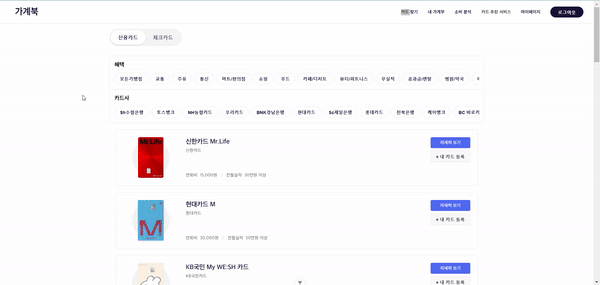 가계북
카드 찾기 내 가계부 소비 분석 카드 추천 서비스 마이페이지 로그아웃
신용카드 체크카드
혜택
모든가맹점 교통 주유 통신 마트/편의점 쇼핑 푸드 카페/디저트 뷰티/피트니스 무실적 공과금/렌탈 병원/약국
카드사
Sh수협은행 토스뱅크 NH농협카드 우리카드 BNK경남은행 현대카드 Sc제일은행 롯데카드 전북은행 케이뱅크 BC 바로카
신한카드 Mr.Life
신한카드
연회비 15,000원 | 전월실적 30만원 이상
자세히 보기
+ 내 카드 등록
현대카드 M
현대카드
연회비 30,000원 | 전월실적 50만원 이상
자세히 보기
+ 내 카드 등록
KB국민 My WE:SH 카드
KB국민카드
자세히 보기
+ 내 카드 등록